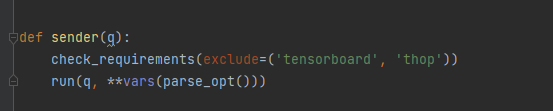 def sender(q):
    check_requirements(exclude=('tensorboard', 'thop'))
    run(q, **vars(parse_opt()))